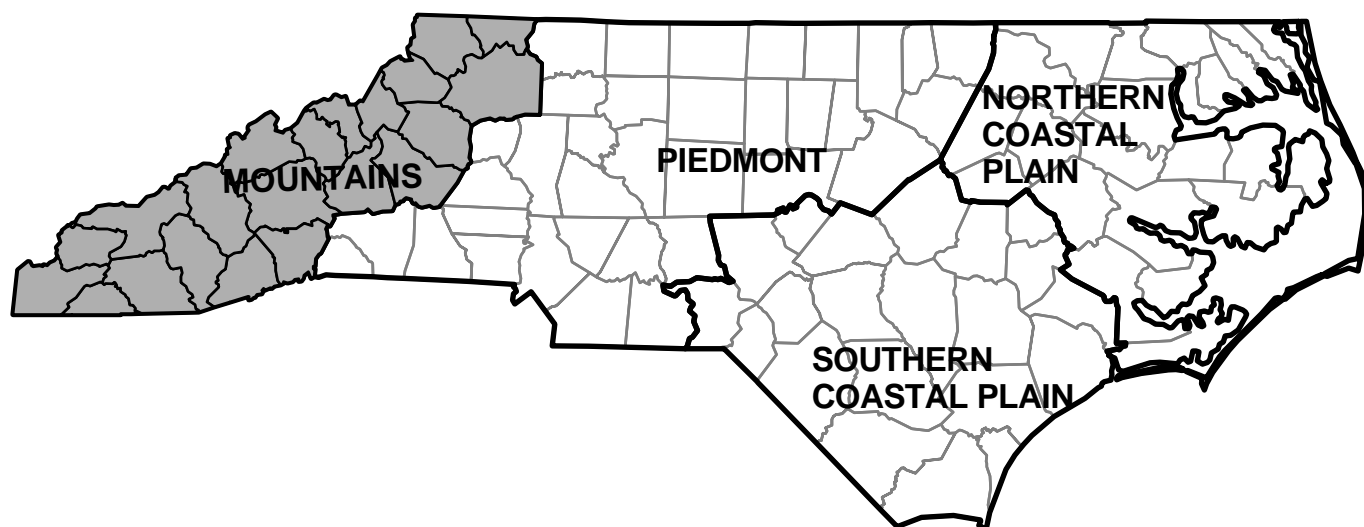 MOUNTAINS
PIEDMONT
NORTHERN
COASTAL
PLAIN
SOUTHERN
COASTAL PLAIN